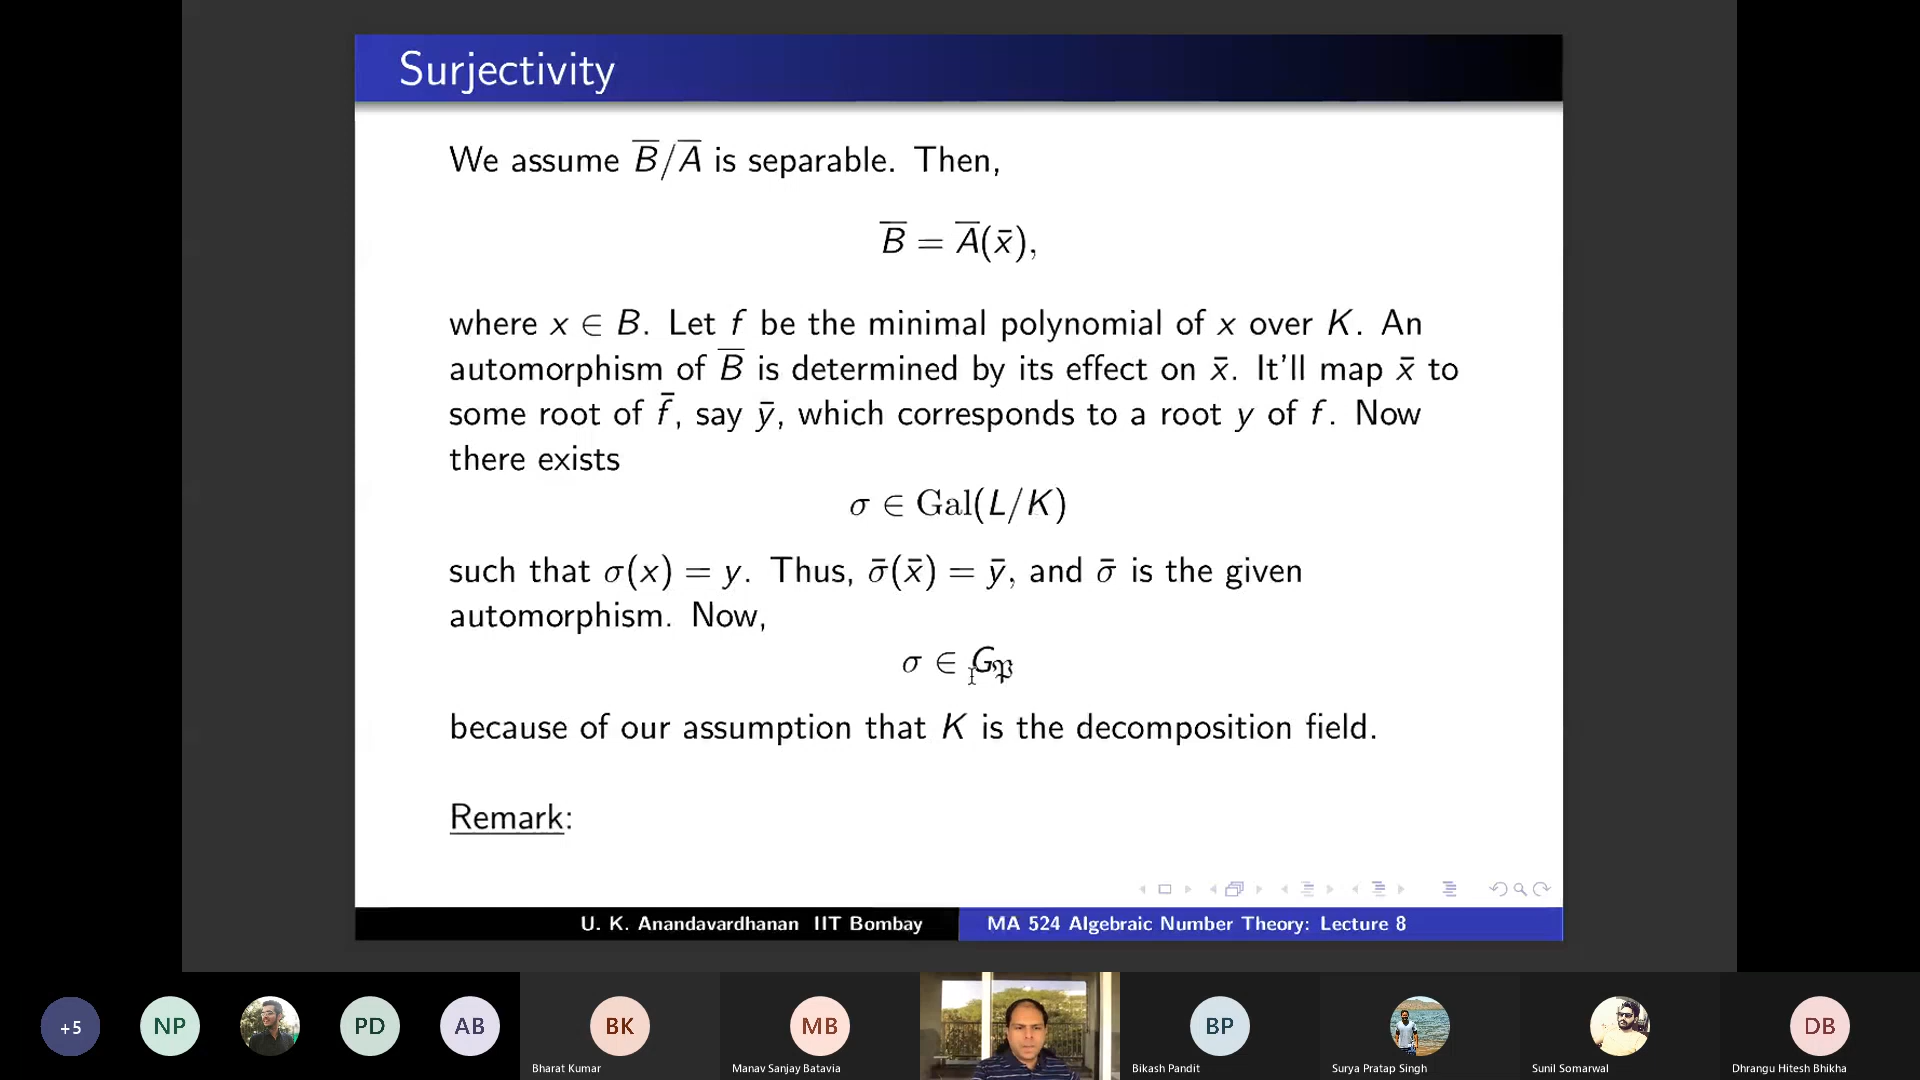 Surjectivity
We assume B̅/A̅ is separable. Then,
B̅ = A̅(x̄),
where x ∈ B. Let f be the minimal polynomial of x over K. An
automorphism of B̅ is determined by its effect on x̄. It'll map x̄ to
some root of f̄, say ȳ, which corresponds to a root y of f. Now
there exists
σ ∈ Gal(L/K)
such that σ(x) = y. Thus, σ̄(x̄) = ȳ, and σ̄ is the given
automorphism. Now,
σ ∈ G_𝔓
because of our assumption that K is the decomposition field.
Remark:
U. K. Anandavardhanan IIT Bombay MA 524 Algebraic Number Theory: Lecture 8
+5 NP PD AB BK MB BP DB
Bharat Kumar Manav Sanjay Batavia Bikash Pandit Surya Pratap Singh Sunil Somarwal Dhrangu Hitesh Bhikha